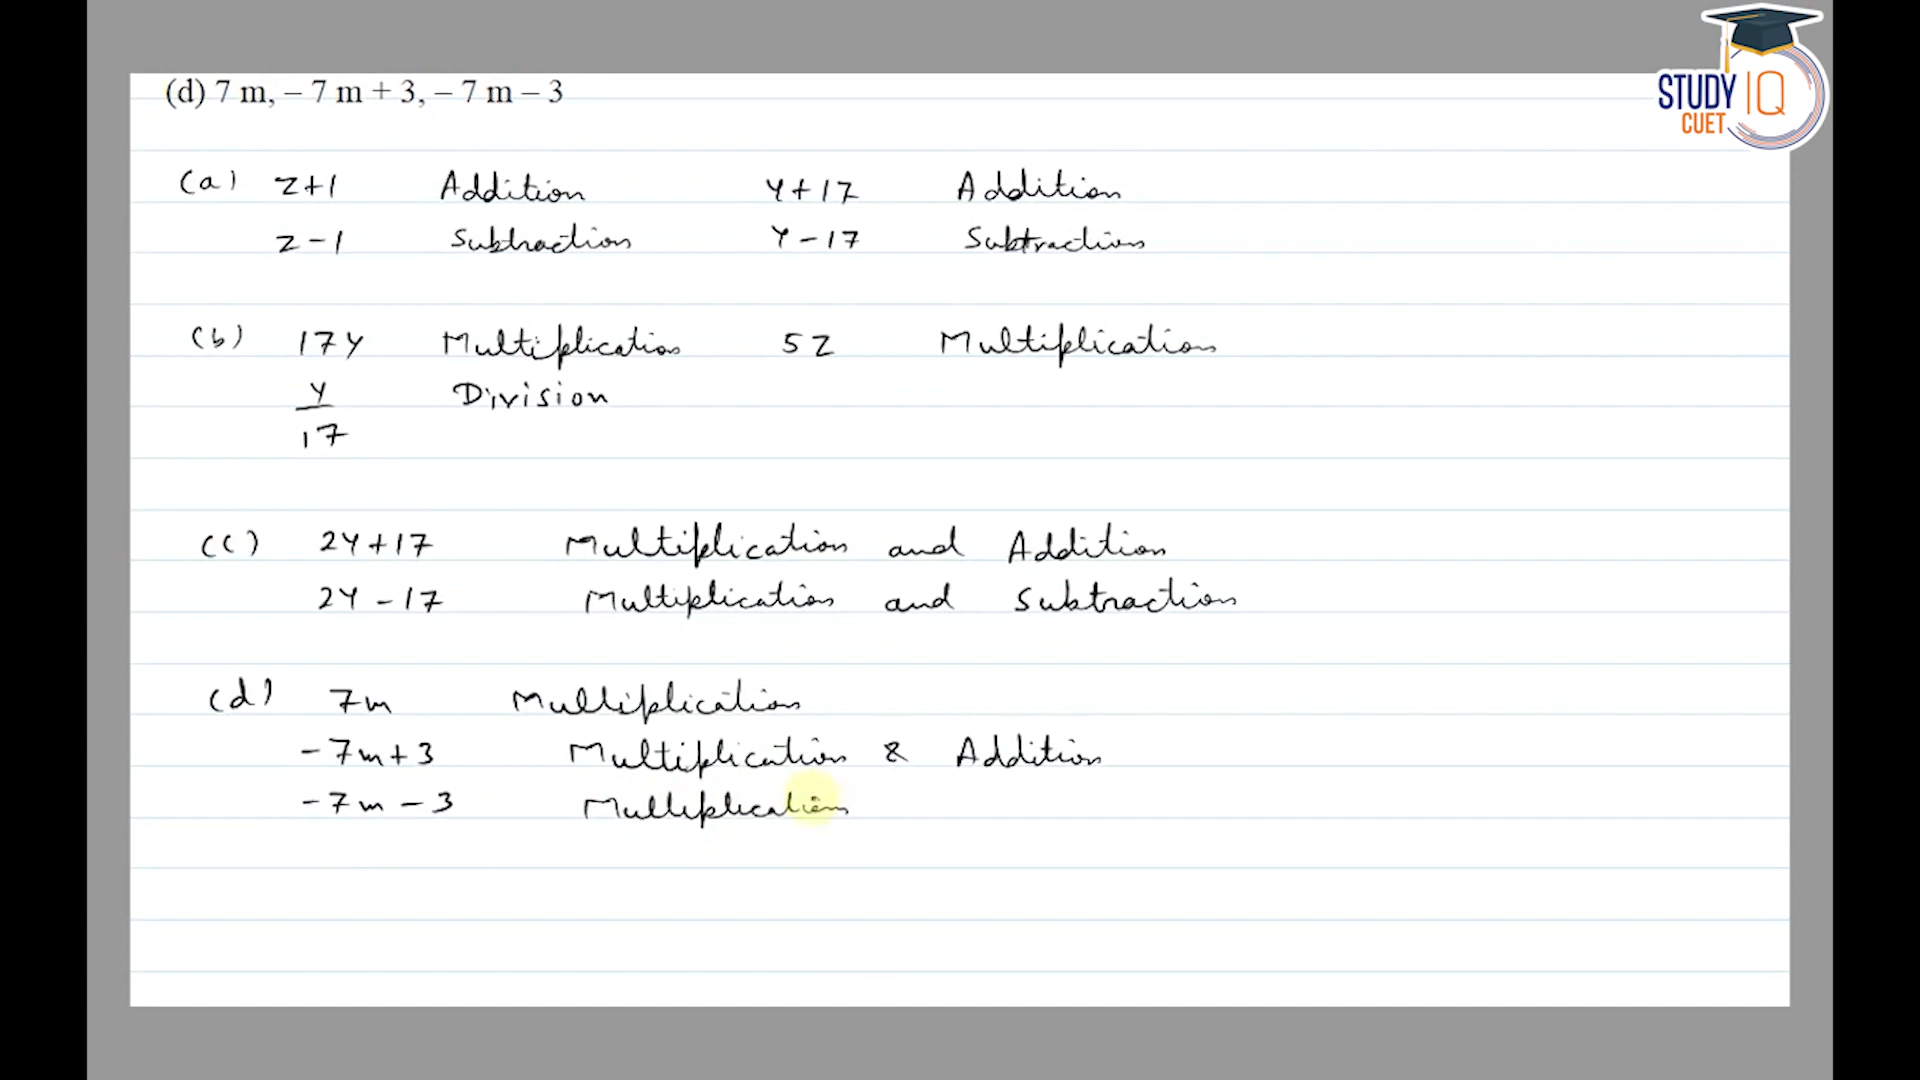 STUDY IQ
CUET
(d) 7 m, – 7 m + 3, – 7 m – 3
(a) z+1 Addition y+17 Addition
z-1 Subtraction y-17 Subtraction
(b) 17y Multiplication 5z Multiplication
y/17 Division
(c) 2y+17 Multiplication and Addition
2y-17 Multiplication and Subtraction
(d) 7m Multiplication
-7m+3 Multiplication & Addition
-7m-3 Multiplication